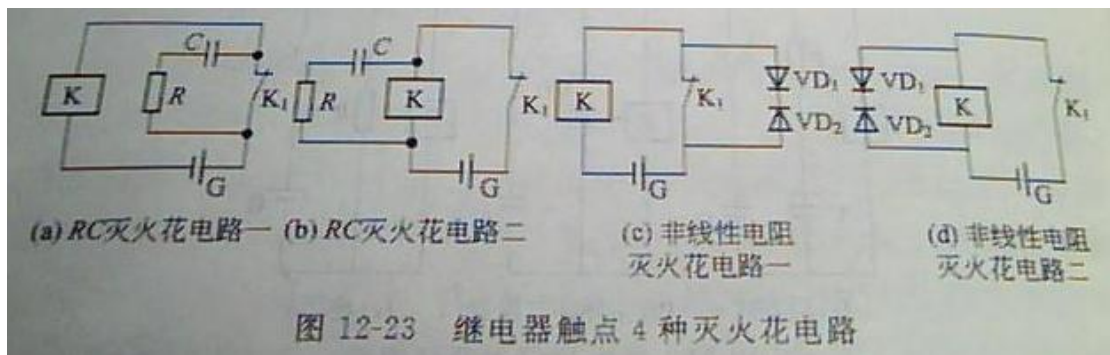 C
K
R
K₁
G
C
R
K
K₁
G
K
K₁
VD₁
VD₂
G
VD₁
VD₂
K
K₁
G
(a) RC灭火花电路一
(b) RC灭火花电路二
(c) 非线性电阻
灭火花电路一
(d) 非线性电阻
灭火花电路二
图 12-23 继电器触点 4 种灭火花电路